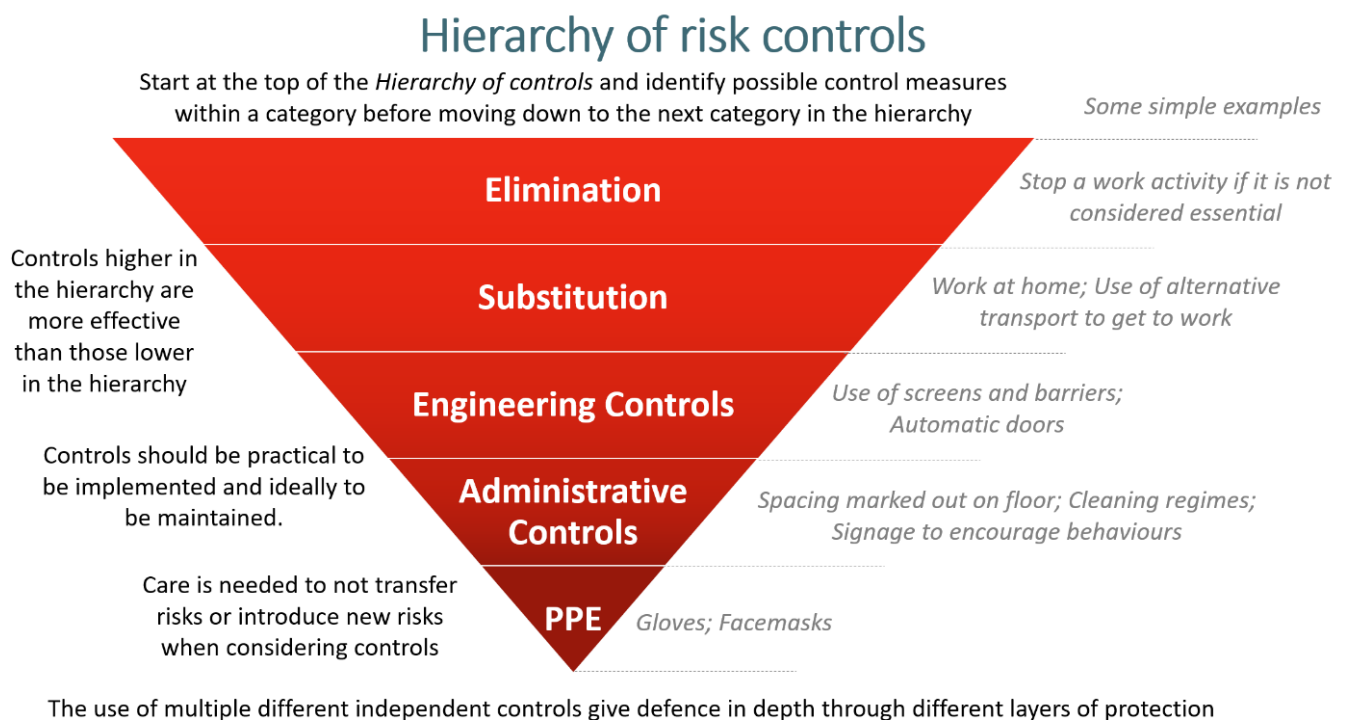 Hierarchy of risk controls
Start at the top of the Hierarchy of controls and identify possible control measures
within a category before moving down to the next category in the hierarchy
Some simple examples
Elimination
Stop a work activity if it is not
considered essential
Controls higher in
the hierarchy are
more effective
than those lower
in the hierarchy
Substitution
Work at home; Use of alternative
transport to get to work
Engineering Controls
Use of screens and barriers;
Automatic doors
Controls should be practical to
be implemented and ideally to
be maintained.
Administrative
Controls
Spacing marked out on floor; Cleaning regimes;
Signage to encourage behaviours
Care is needed to not transfer
risks or introduce new risks
when considering controls
PPE
Gloves; Facemasks
The use of multiple different independent controls give defence in depth through different layers of protection